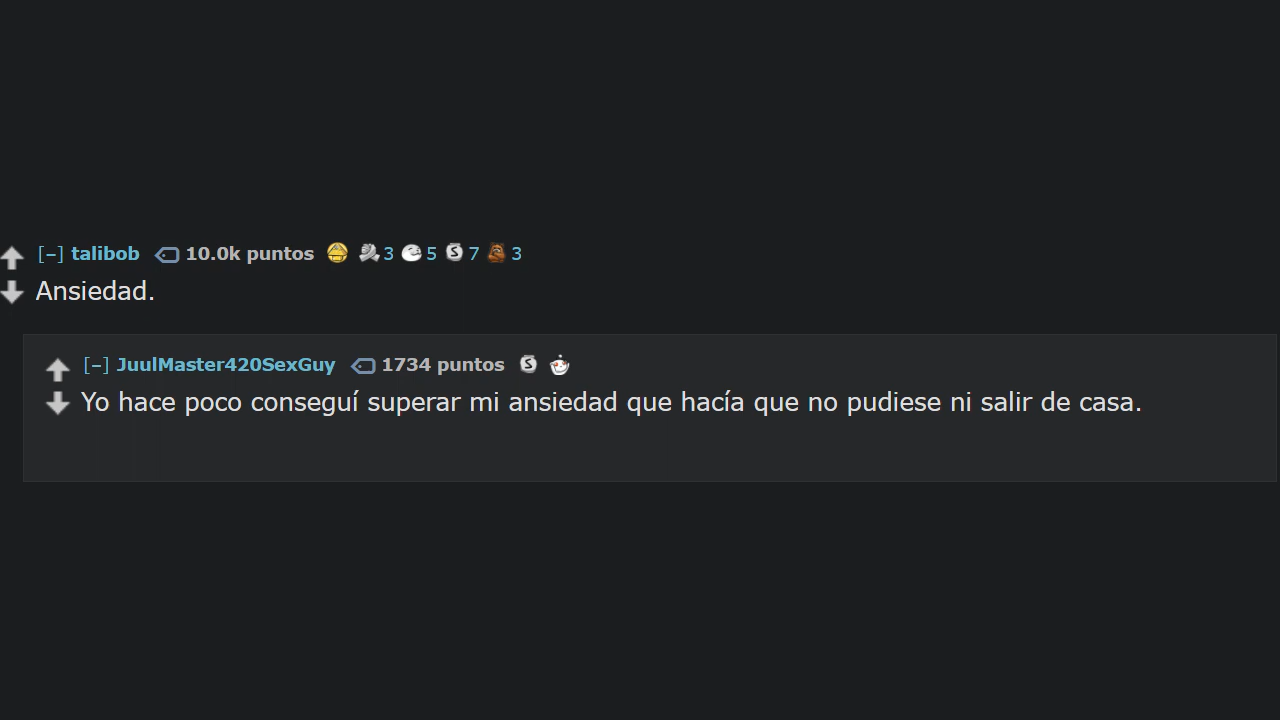 [–] talibob 10.0k puntos 3 5 7 3
Ansiedad.
[–] JuulMaster420SexGuy 1734 puntos
Yo hace poco conseguí superar mi ansiedad que hacía que no pudiese ni salir de casa.